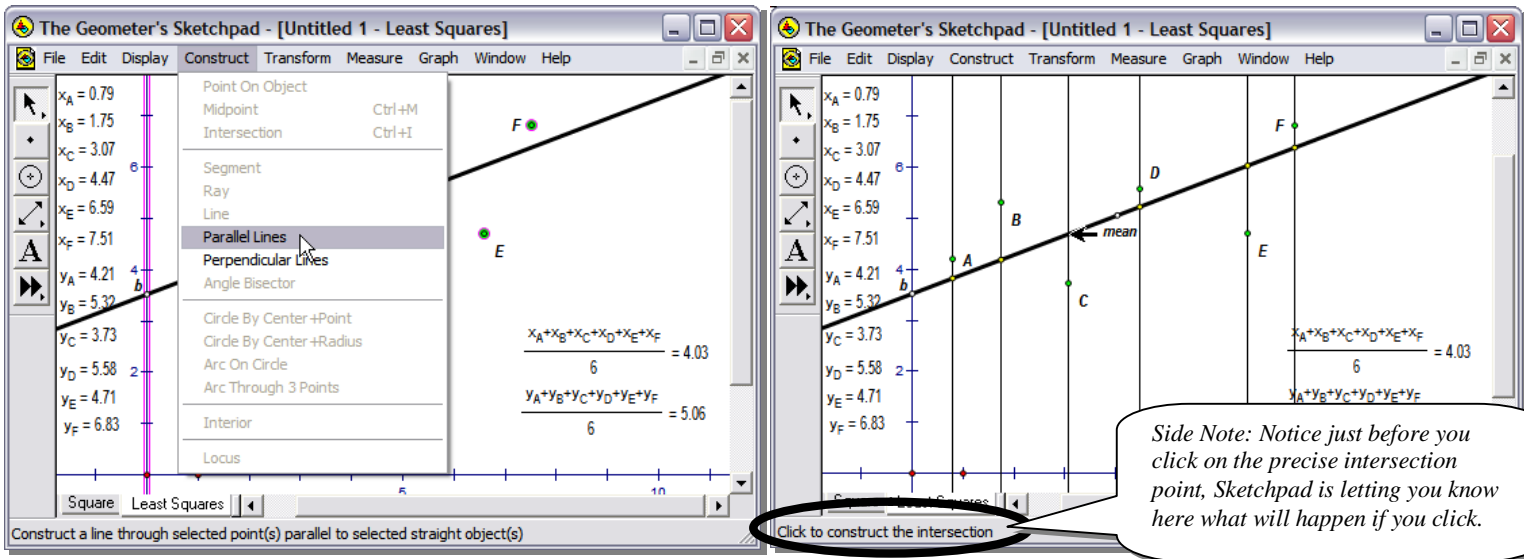 The Geometer's Sketchpad - [Untitled 1 - Least Squares]
File Edit Display Construct Transform Measure Graph Window Help
xA = 0.79
xB = 1.75
xC = 3.07
xD = 4.47
xE = 6.59
xF = 7.51
yA = 4.21
yB = 5.32
yC = 3.73
yD = 5.58
yE = 4.71
yF = 6.83
6
4
b
2
Point On Object
Midpoint Ctrl+M
Intersection Ctrl+I
Segment
Ray
Line
Parallel Lines
Perpendicular Lines
Angle Bisector
Circle By Center+Point
Circle By Center+Radius
Arc On Circle
Arc Through 3 Points
Interior
Locus
F
E
xA+xB+xC+xD+xE+xF
6
= 4.03
yA+yB+yC+yD+yE+yF
6
= 5.06
5 10
Square Least Squares
Construct a line through selected point(s) parallel to selected straight object(s)
The Geometer's Sketchpad - [Untitled 1 - Least Squares]
File Edit Display Construct Transform Measure Graph Window Help
xA = 0.79
xB = 1.75
xC = 3.07
xD = 4.47
xE = 6.59
xF = 7.51
yA = 4.21
yB = 5.32
yC = 3.73
yD = 5.58
yE = 4.71
yF = 6.83
6
4
b
2
F
D
B
mean
A
E
C
xA+xB+xC+xD+xE+xF
6
= 4.03
yA+yB+yC+yD+yE+yF
Least Squares
Click to construct the intersection
Side Note: Notice just before you
click on the precise intersection
point, Sketchpad is letting you know
here what will happen if you click.